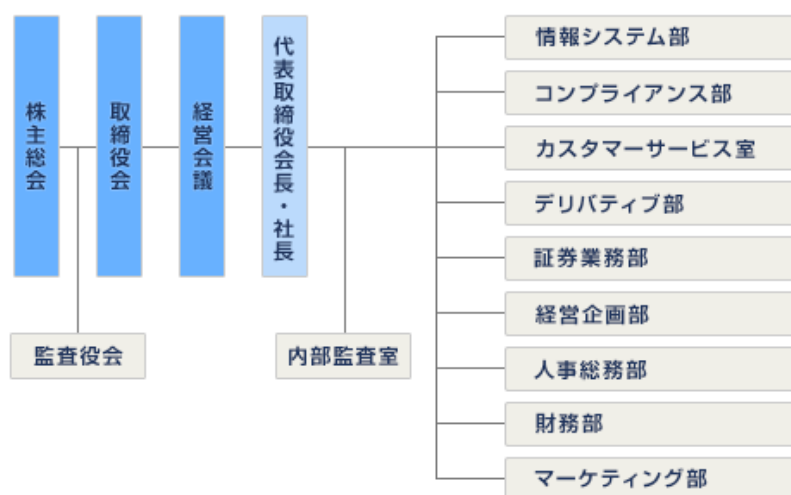 株主総会
取締役会
経営会議
代表取締役会長・社長
監査役会
内部監査室
情報システム部
コンプライアンス部
カスタマーサービス室
デリバティブ部
証券業務部
経営企画部
人事総務部
財務部
マーケティング部